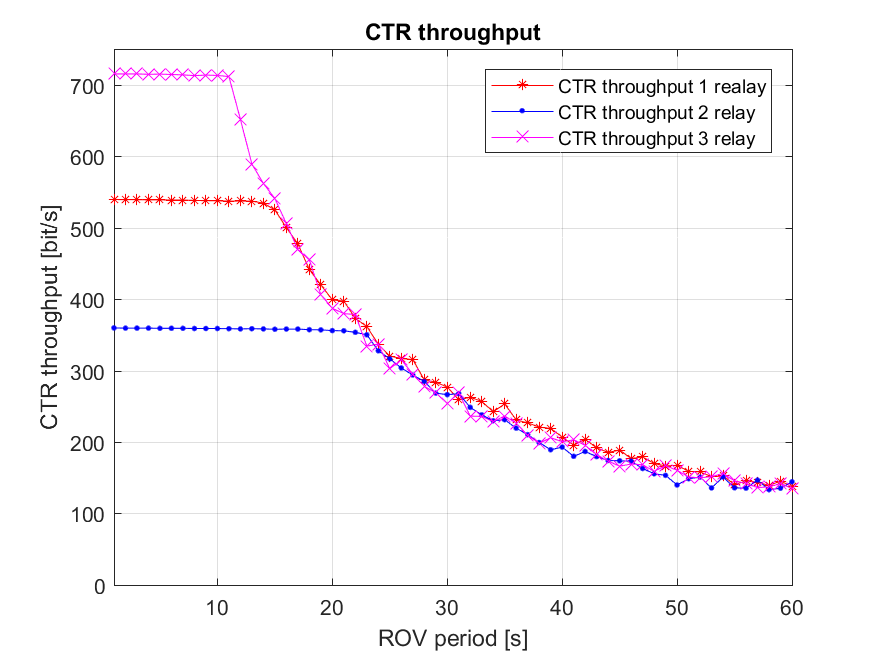 CTR throughput
700
600
500
400
300
200
100
0
CTR throughput [bit/s]
CTR throughput 1 realay
CTR throughput 2 relay
CTR throughput 3 relay
10 20 30 40 50 60
ROV period [s]